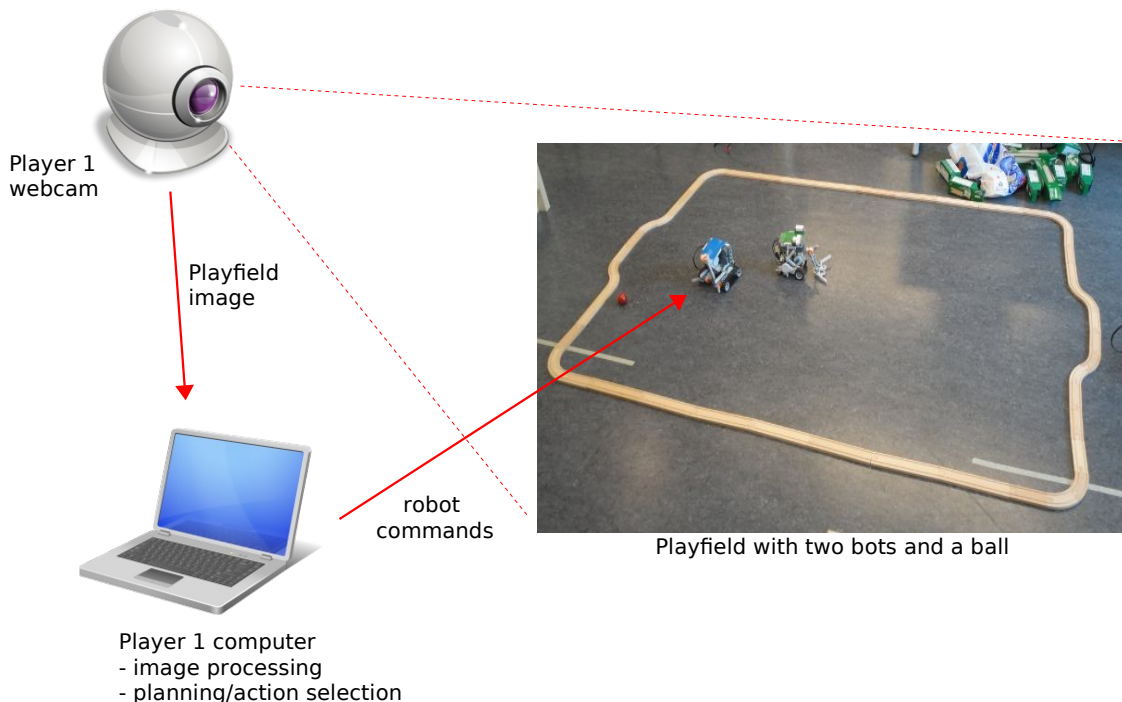 Player 1
webcam
Playfield
image
robot
commands
Playfield with two bots and a ball
Player 1 computer
- image processing
- planning/action selection